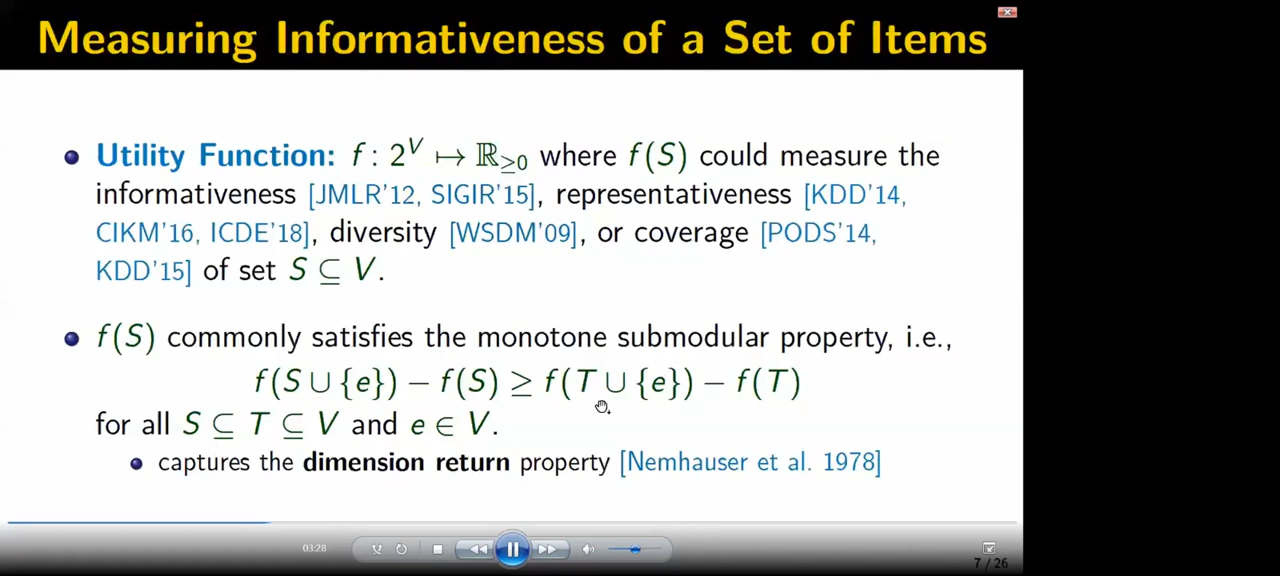 Measuring Informativeness of a Set of Items
Utility Function: f : 2^V ↦ ℝ≥0 where f(S) could measure the
informativeness [JMLR'12, SIGIR'15], representativeness [KDD'14,
CIKM'16, ICDE'18], diversity [WSDM'09], or coverage [PODS'14,
KDD'15] of set S ⊆ V.
f(S) commonly satisfies the monotone submodular property, i.e.,
f(S ∪ {e}) − f(S) ≥ f(T ∪ {e}) − f(T)
for all S ⊆ T ⊆ V and e ∈ V.
captures the dimension return property [Nemhauser et al. 1978]
03:28
7 / 26